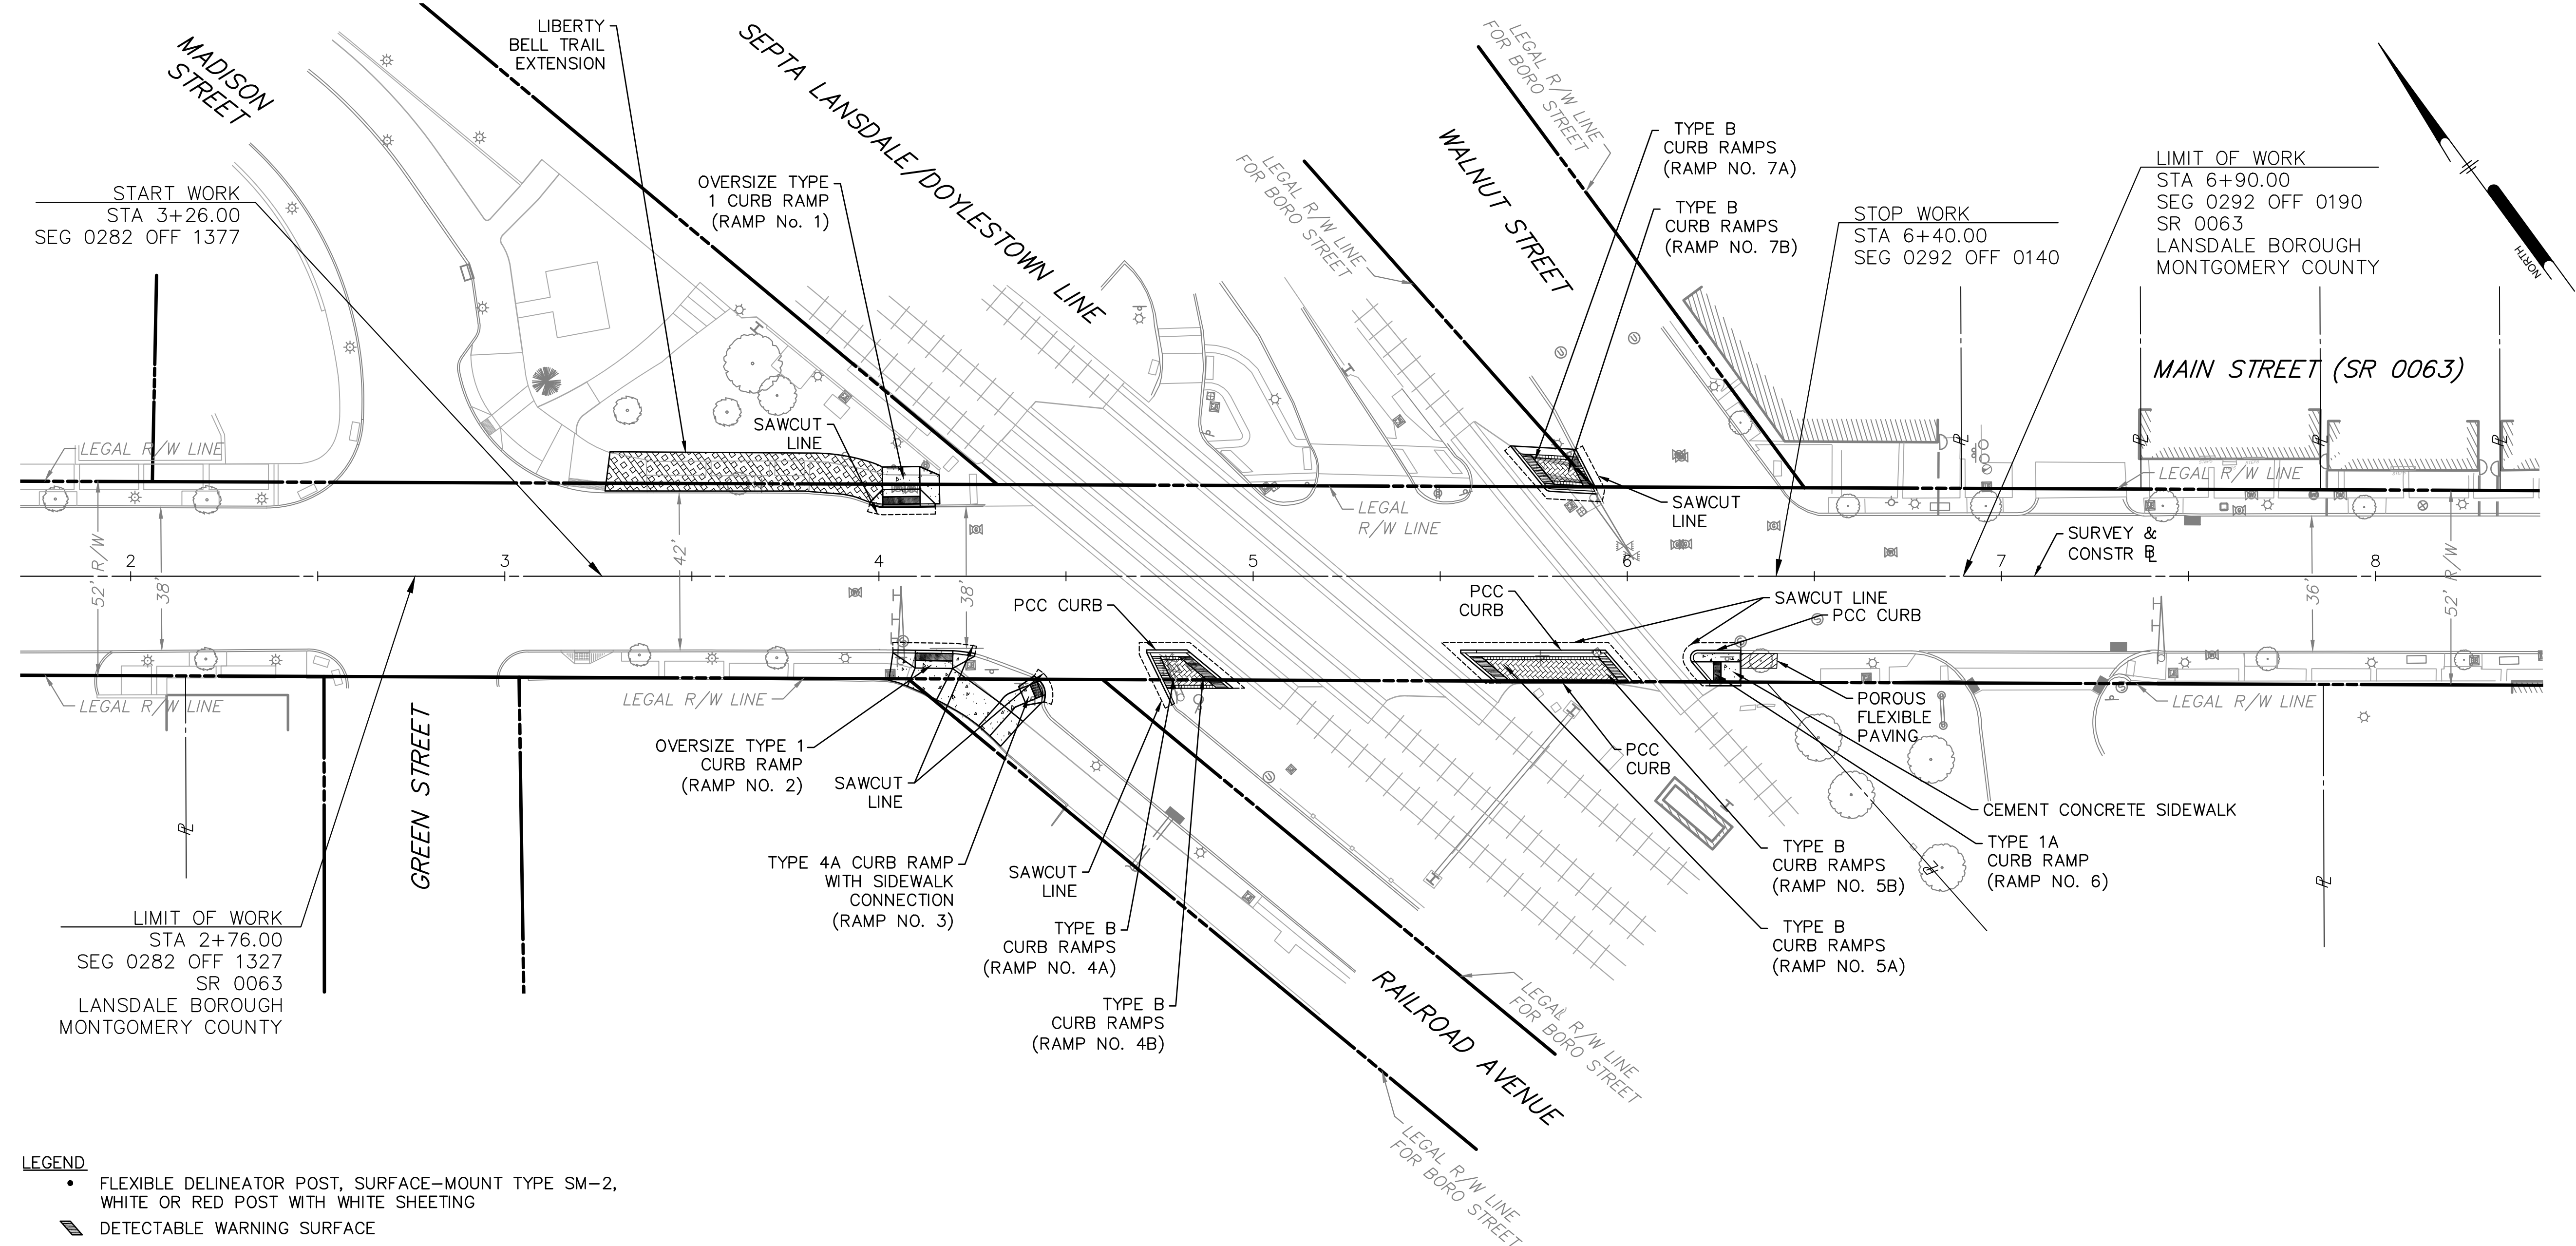 MADISON
STREET
LIBERTY
BELL TRAIL
EXTENSION
SEPTA LANSDALE/DOYLESTOWN LINE
LEGAL R/W LINE
FOR BORO STREET
LEGAL R/W LINE
FOR BORO STREET
WALNUT STREET
TYPE B
CURB RAMPS
(RAMP NO. 7A)
TYPE B
CURB RAMPS
(RAMP NO. 7B)
LIMIT OF WORK
STA 6+90.00
SEG 0292 OFF 0190
SR 0063
LANSDALE BOROUGH
MONTGOMERY COUNTY
NORTH
START WORK
STA 3+26.00
SEG 0282 OFF 1377
OVERSIZE TYPE
1 CURB RAMP
(RAMP No. 1)
STOP WORK
STA 6+40.00
SEG 0292 OFF 0140
MAIN STREET (SR 0063)
SAWCUT
LINE
LEGAL R/W LINE
LEGAL R/W LINE
LEGAL
R/W LINE
SAWCUT
LINE
SURVEY &
CONSTR BL
PL
PL
PL
PL
52' R/W
38'
42'
38'
36'
52' R/W
2
3
4
5
6
7
8
PCC CURB
PCC
CURB
SAWCUT LINE
PCC CURB
LEGAL R/W LINE
LEGAL R/W LINE
LEGAL R/W LINE
POROUS
FLEXIBLE
PAVING
GREEN STREET
OVERSIZE TYPE 1
CURB RAMP
(RAMP NO. 2)
SAWCUT
LINE
PCC
CURB
CEMENT CONCRETE SIDEWALK
PL
PL
PL
TYPE 4A CURB RAMP
WITH SIDEWALK
CONNECTION
(RAMP NO. 3)
SAWCUT
LINE
TYPE B
CURB RAMPS
(RAMP NO. 5B)
TYPE 1A
CURB RAMP
(RAMP NO. 6)
LIMIT OF WORK
STA 2+76.00
SEG 0282 OFF 1327
SR 0063
LANSDALE BOROUGH
MONTGOMERY COUNTY
TYPE B
CURB RAMPS
(RAMP NO. 4A)
TYPE B
CURB RAMPS
(RAMP NO. 5A)
TYPE B
CURB RAMPS
(RAMP NO. 4B)
RAILROAD AVENUE
LEGAL R/W LINE
FOR BORO STREET
LEGAL R/W LINE
FOR BORO STREET
LEGEND
• FLEXIBLE DELINEATOR POST, SURFACE-MOUNT TYPE SM-2,
WHITE OR RED POST WITH WHITE SHEETING
DETECTABLE WARNING SURFACE